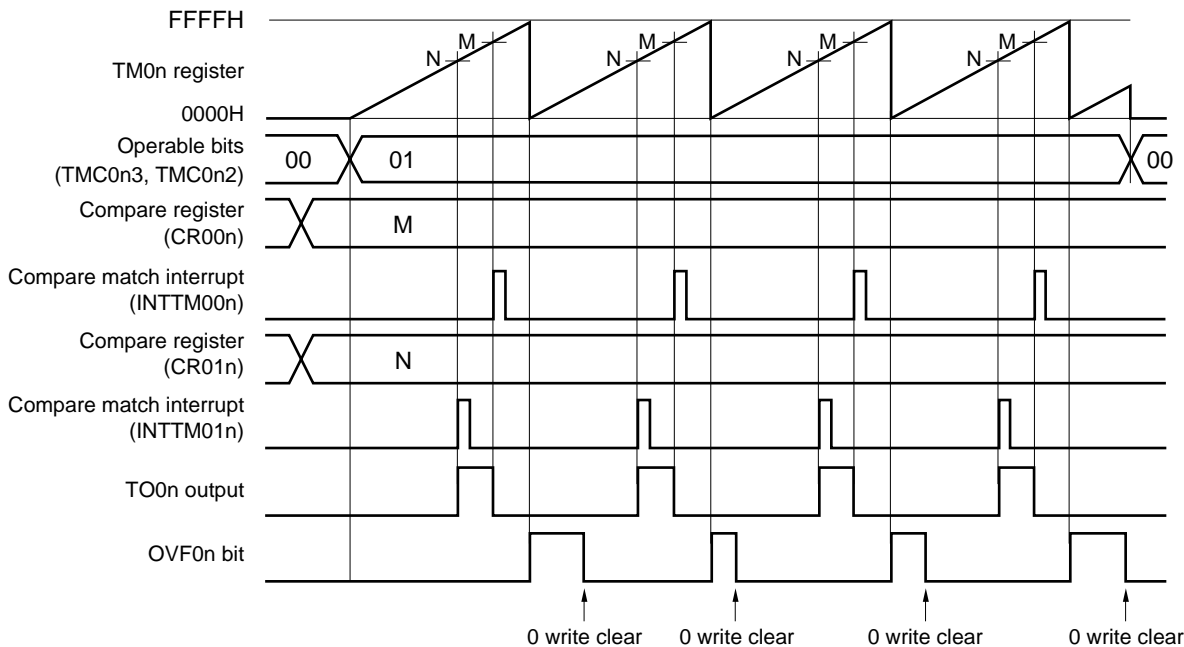 FFFFH
TM0n register
0000H
M
N
M
N
M
N
M
N
Operable bits
(TMC0n3, TMC0n2)
00
01
00
Compare register
(CR00n)
M
Compare match interrupt
(INTTM00n)
Compare register
(CR01n)
N
Compare match interrupt
(INTTM01n)
TO0n output
OVF0n bit
0 write clear
0 write clear
0 write clear
0 write clear